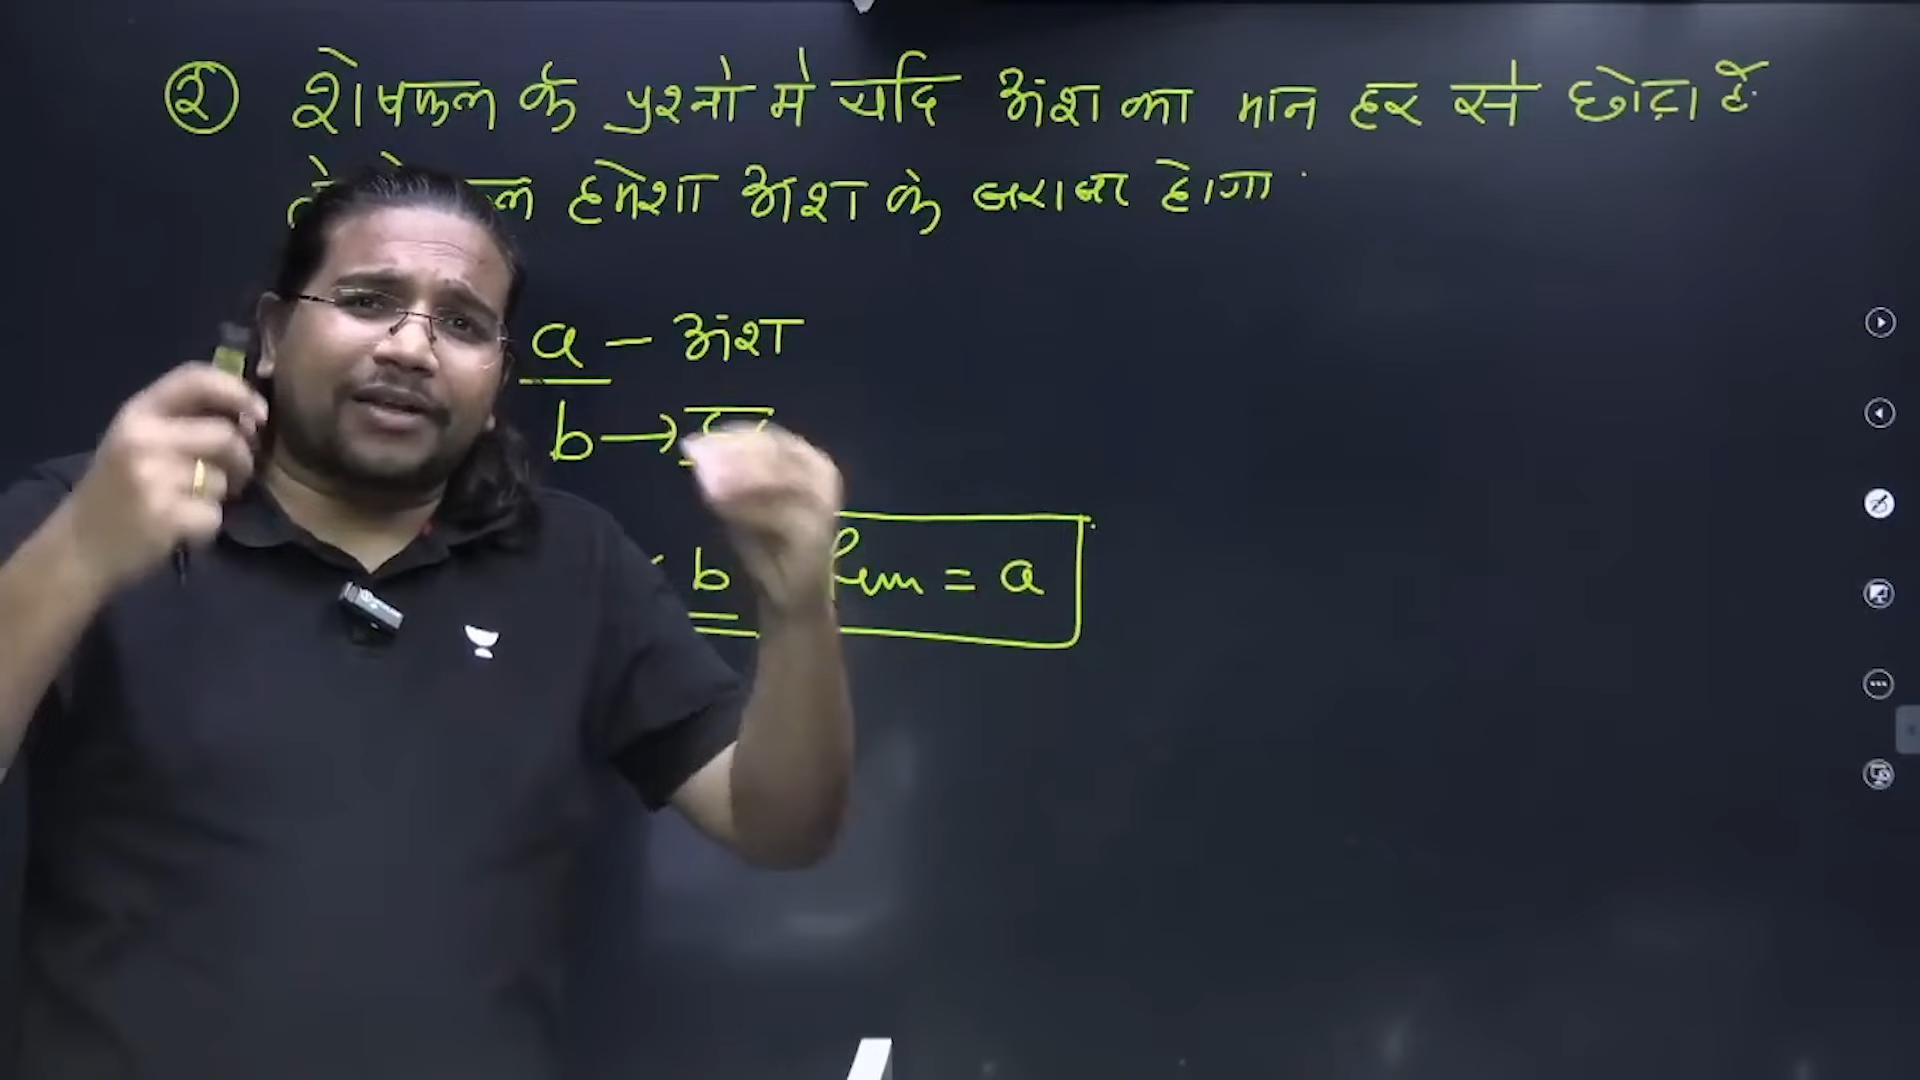 ② शेषफल के प्रश्नो मे यदि अंश का मान हर से छोटा है
हमेशा अंश के बराबर होगा
a - अंश
b →
b Rem = a